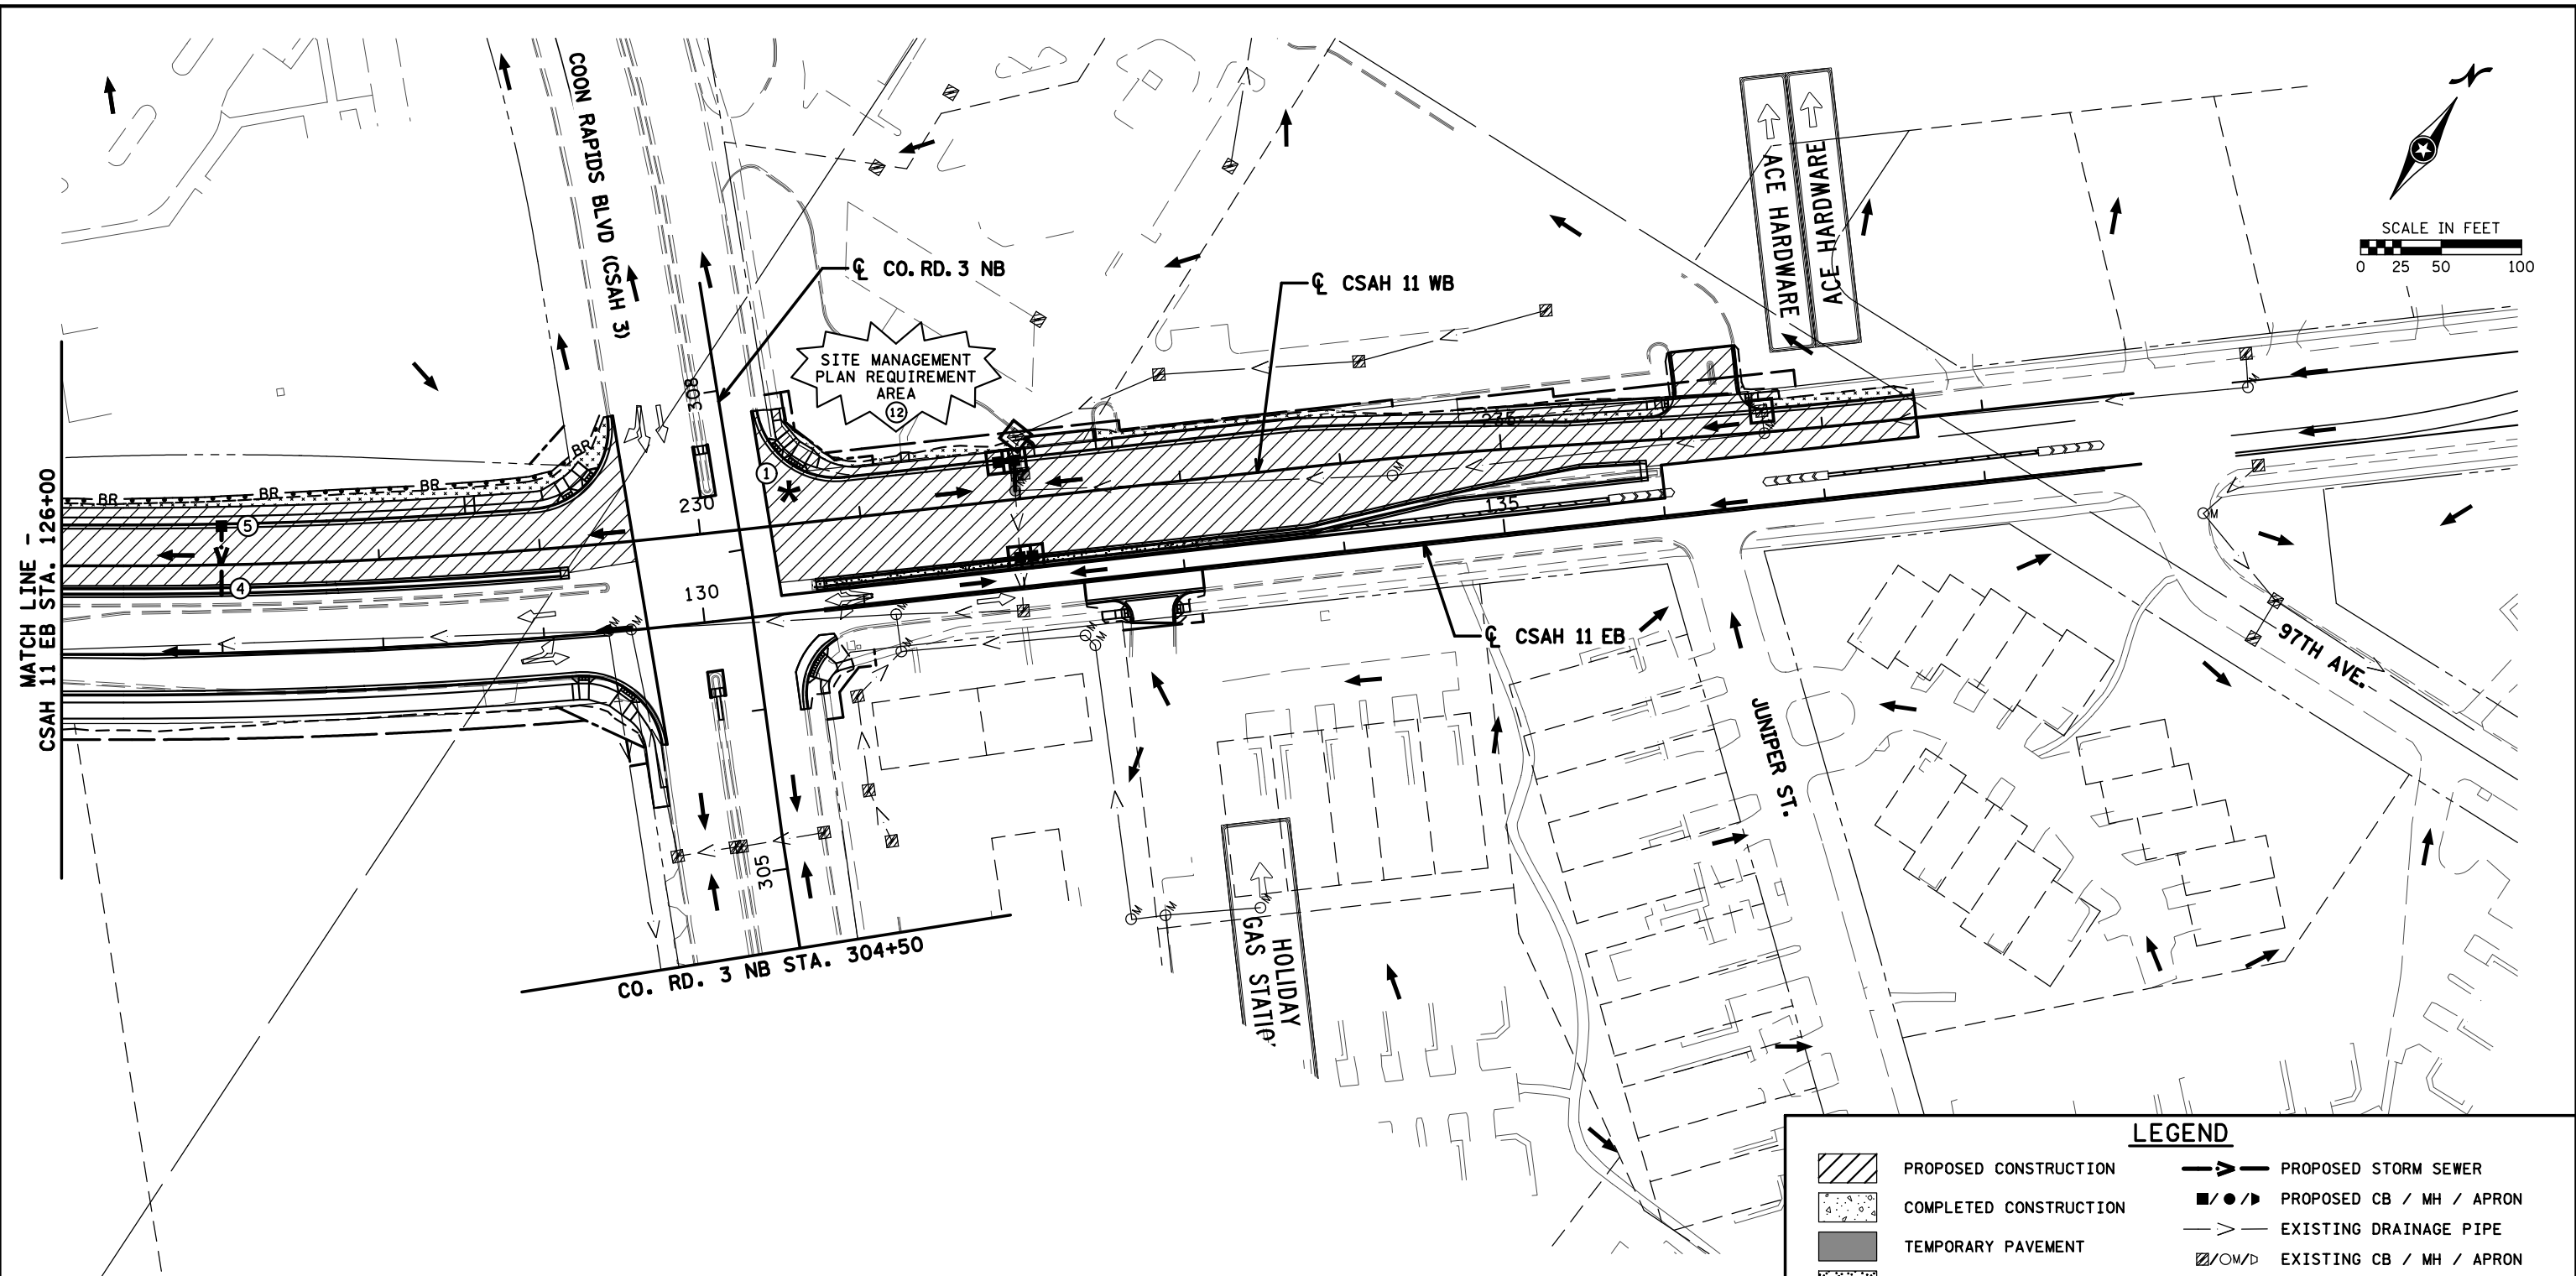 COON RAPIDS BLVD (CSAH 3)
℄ CO. RD. 3 NB
℄ CSAH 11 WB
SITE MANAGEMENT
PLAN REQUIREMENT
AREA
12
ACE HARDWARE
ACE HARDWARE
N
SCALE IN FEET
0 25 50 100
308
BR
BR
BR
BR
1
*
230
235
M
M
M
M
135
MATCH LINE -
CSAH 11 EB STA. 126+00
5
4
130
℄ CSAH 11 EB
M
M
M
M
97TH AVE.
JUNIPER ST.
305
M
M
M
HOLIDAY
GAS STATIO
CO. RD. 3 NB STA. 304+50
LEGEND
PROPOSED CONSTRUCTION
COMPLETED CONSTRUCTION
TEMPORARY PAVEMENT
PROPOSED STORM SEWER
PROPOSED CB / MH / APRON
EXISTING DRAINAGE PIPE
M
EXISTING CB / MH / APRON